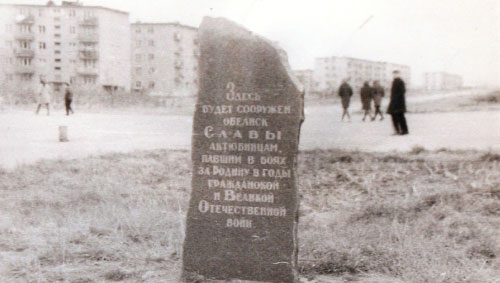 Здесь
будет сооружен
обелиск
Славы
актюбинцам,
павшим в боях
за Родину в годы
гражданской
и Великой
Отечественной
войн